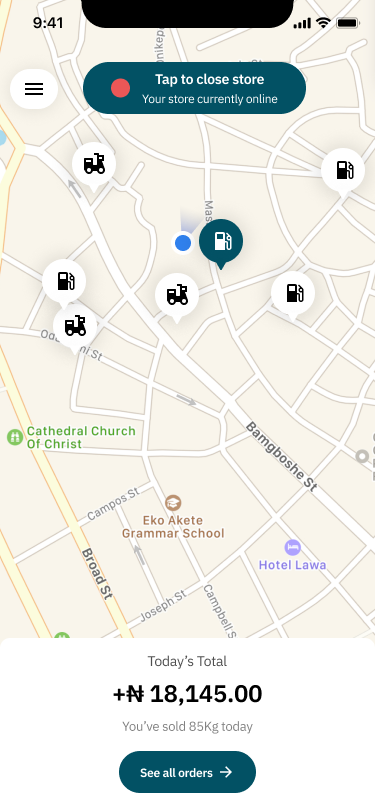 9:41
Tap to close store
Your store currently online
Cathedral Church
Of Christ
Bamgboshe St
Campos St
Eko Akete
Grammar School
Hotel Lawa
Broad St
Joseph St
Campbell S
Today's Total
+₦ 18,145.00
You've sold 85Kg today
See all orders →